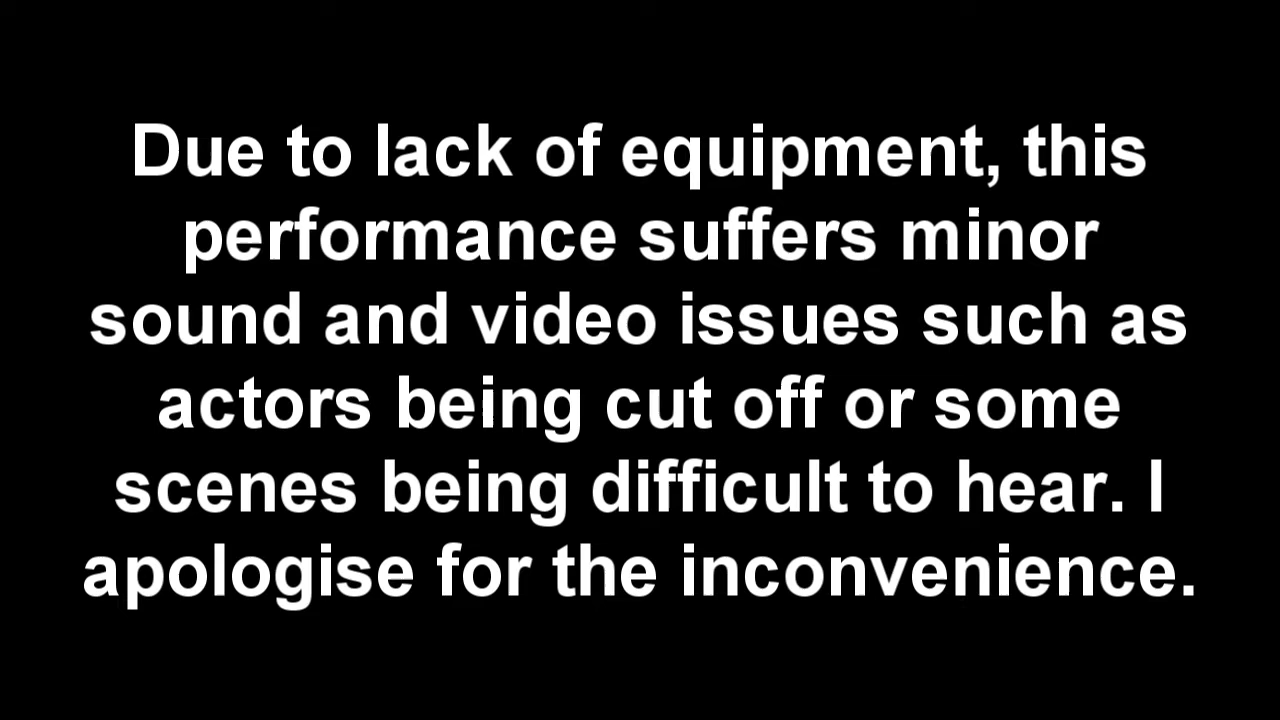 Due to lack of equipment, this
performance suffers minor
sound and video issues such as
actors being cut off or some
scenes being difficult to hear. I
apologise for the inconvenience.